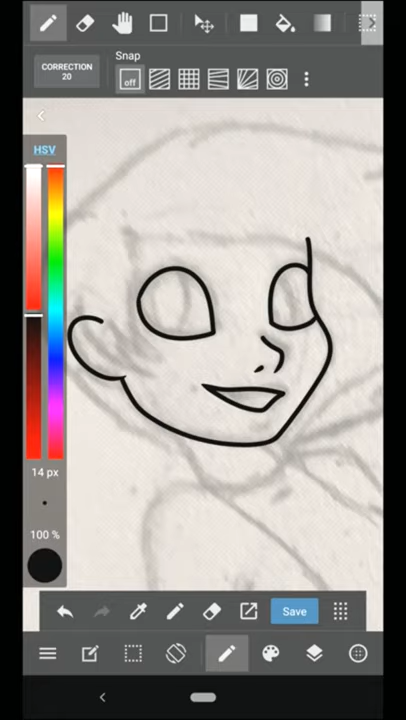 Snap
CORRECTION
20
off
HSV
14 px
100 %
Save